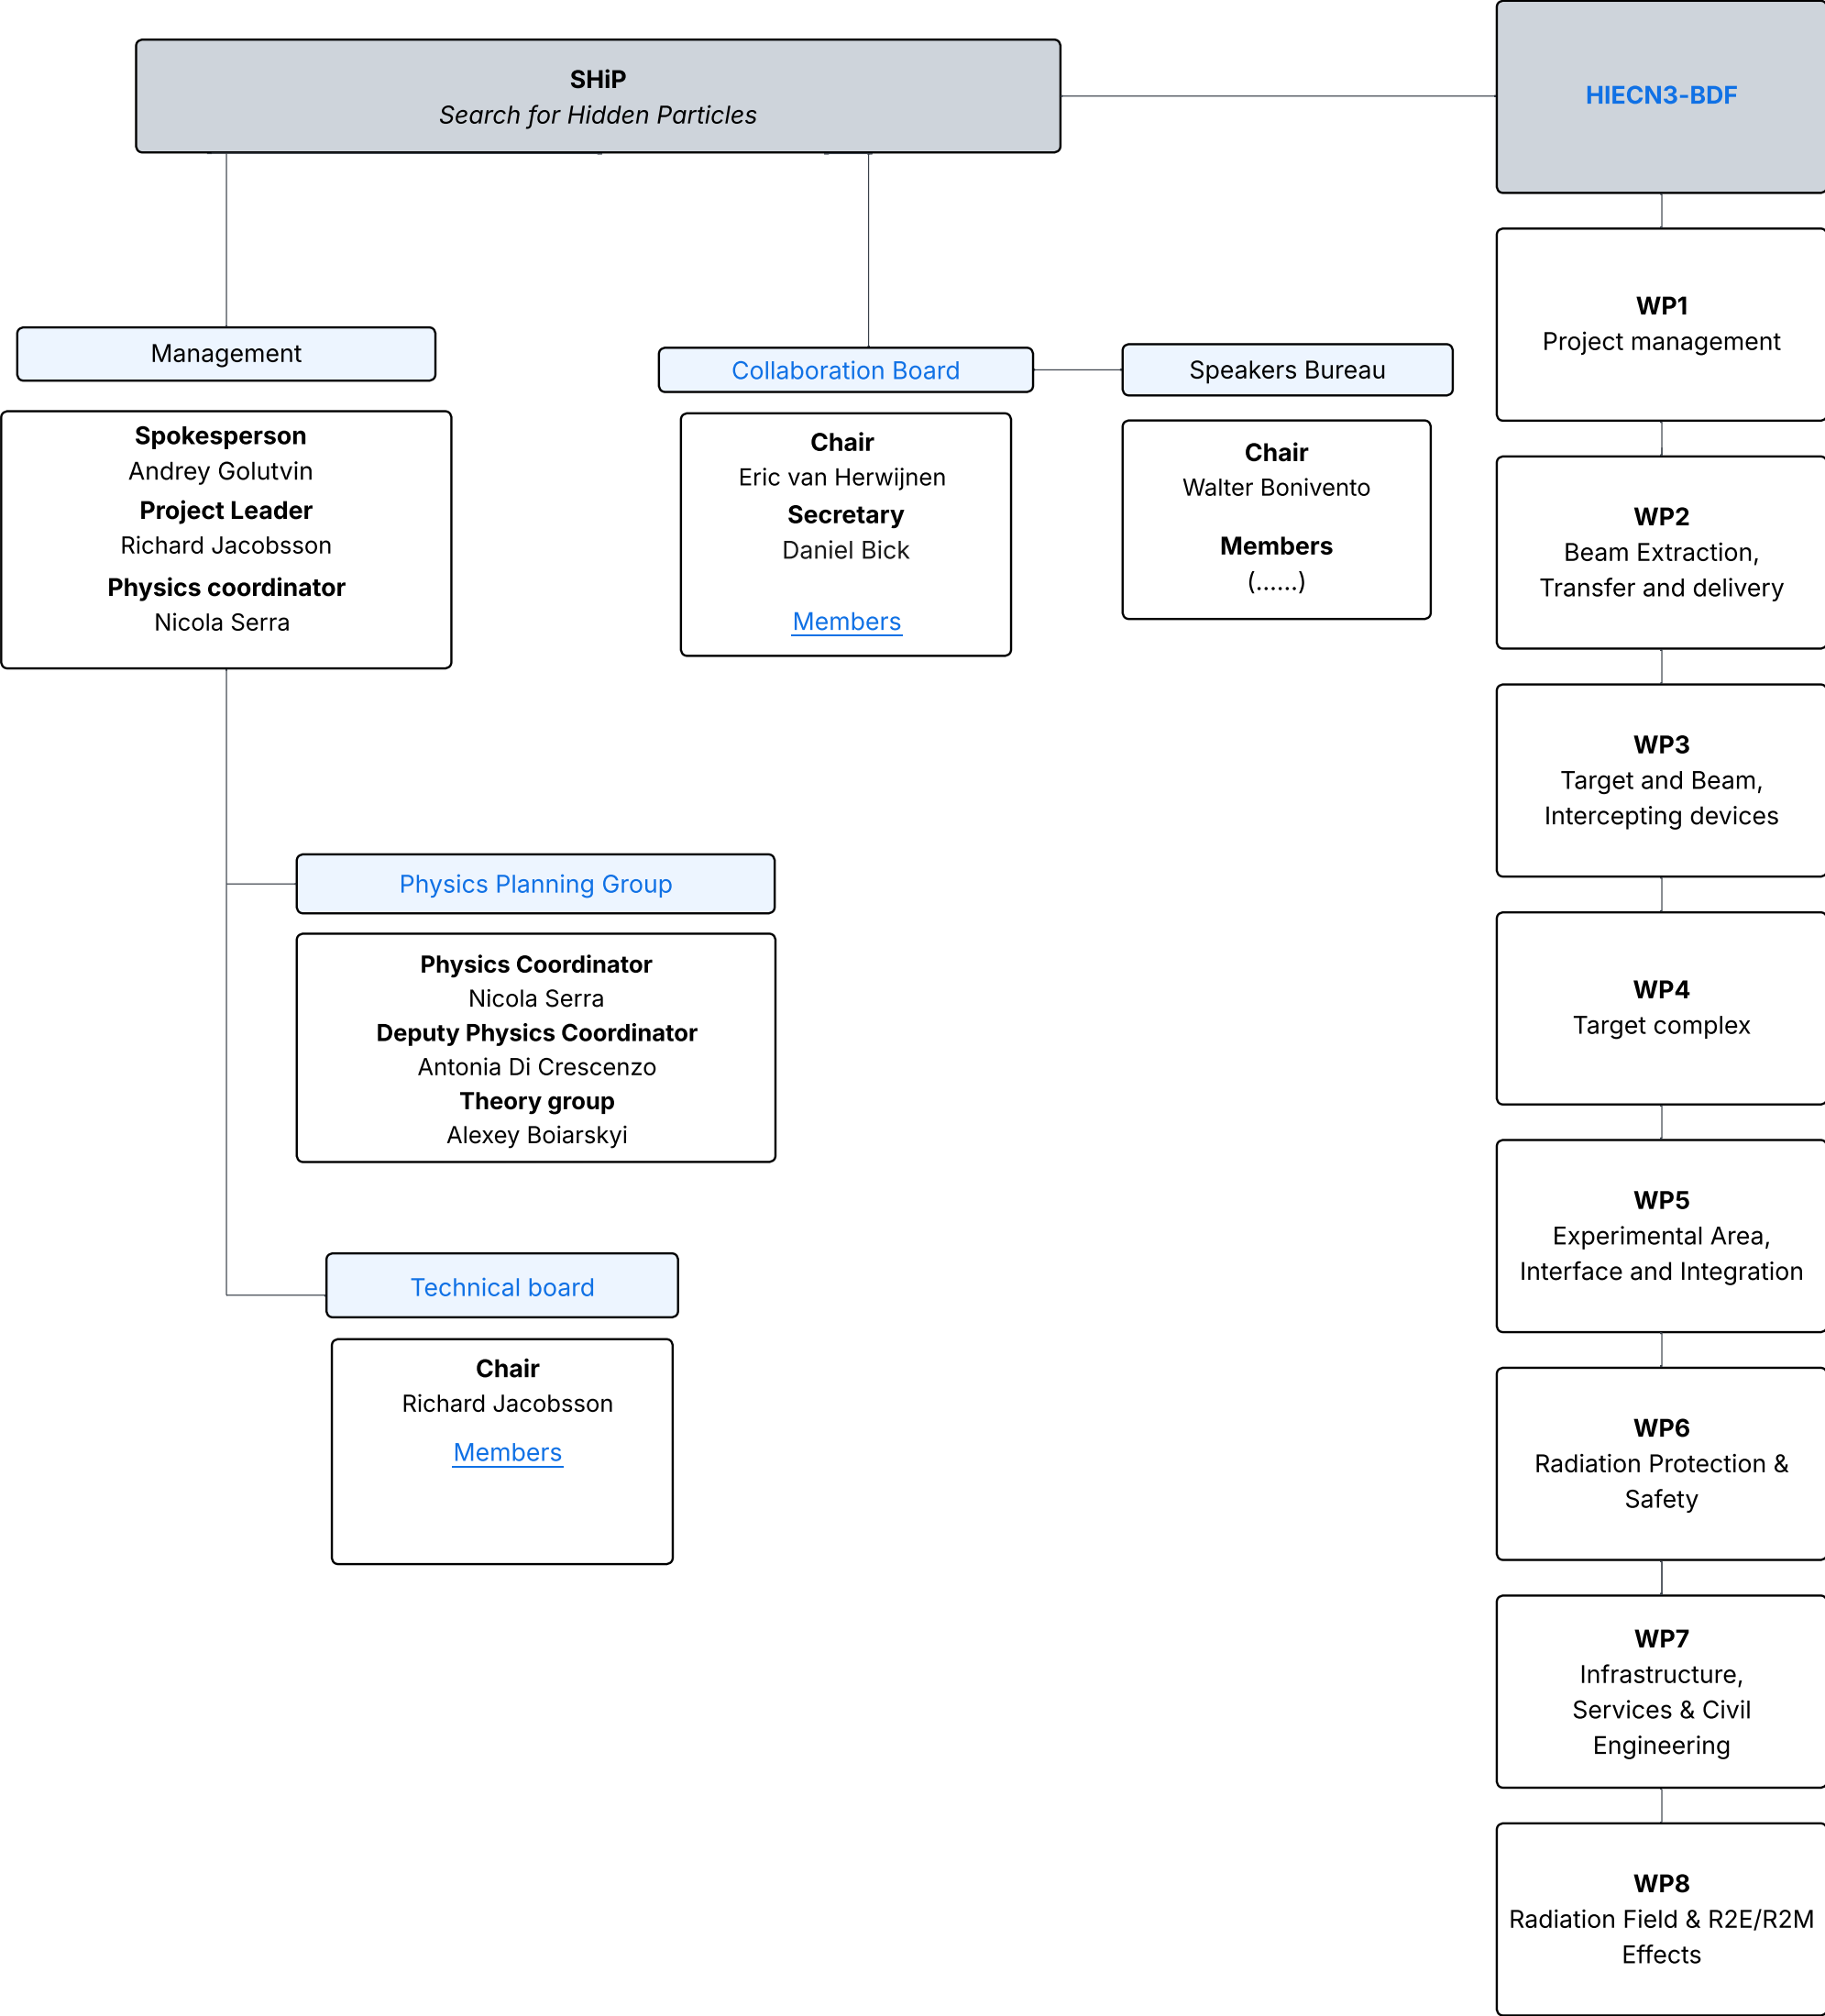 SHiP
Search for Hidden Particles
HIECN3-BDF
Management
Spokesperson
Andrey Golutvin
Project Leader
Richard Jacobsson
Physics coordinator
Nicola Serra
Collaboration Board
Chair
Eric van Herwijnen
Secretary
Daniel Bick
Members
Speakers Bureau
Chair
Walter Bonivento
Members
(......)
Physics Planning Group
Physics Coordinator
Nicola Serra
Deputy Physics Coordinator
Antonia Di Crescenzo
Theory group
Alexey Boiarskyi
Technical board
Chair
Richard Jacobsson
Members
WP1
Project management
WP2
Beam Extraction,
Transfer and delivery
WP3
Target and Beam,
Intercepting devices
WP4
Target complex
WP5
Experimental Area,
Interface and Integration
WP6
Radiation Protection &
Safety
WP7
Infrastructure,
Services & Civil
Engineering
WP8
Radiation Field & R2E/R2M
Effects